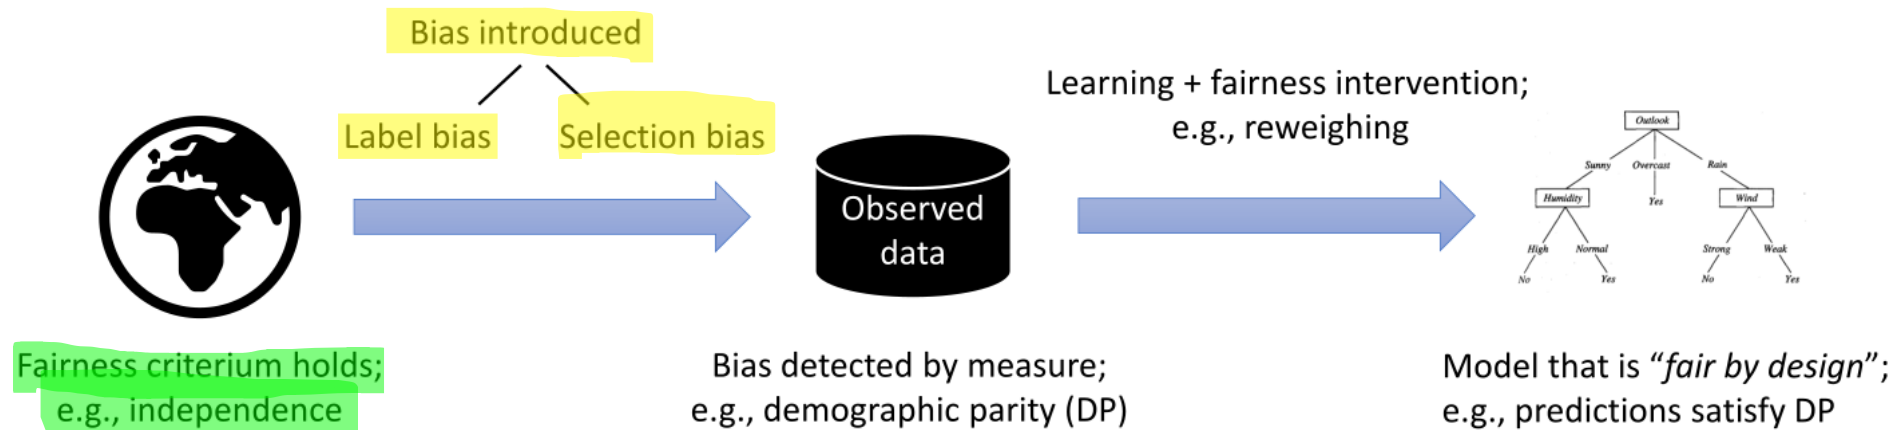 Bias introduced
Label bias
Selection bias
Fairness criterium holds;
e.g., independence
Observed
data
Bias detected by measure;
e.g., demographic parity (DP)
Learning + fairness intervention;
e.g., reweighing
Outlook
Sunny
Overcast
Rain
Humidity
Yes
Wind
High
Normal
Strong
Weak
No
Yes
No
Yes
Model that is “fair by design”;
e.g., predictions satisfy DP